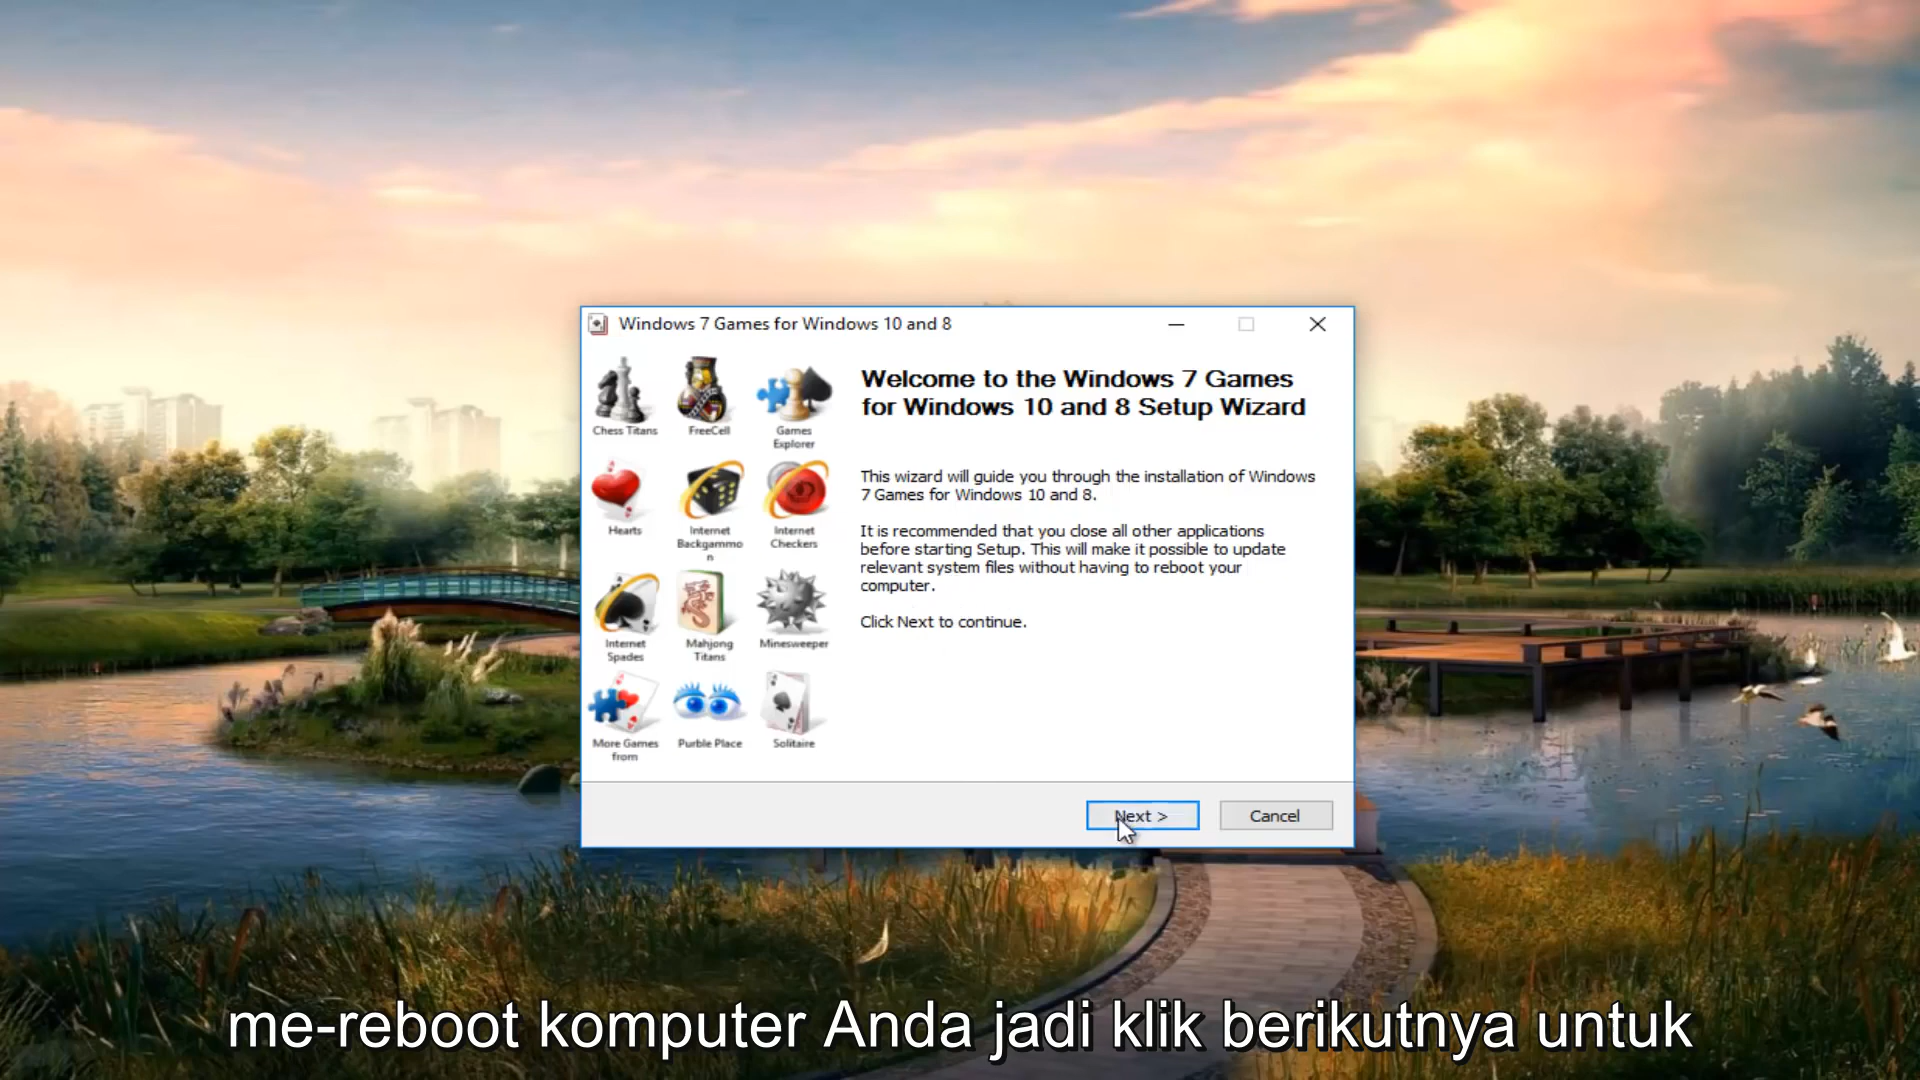 Windows 7 Games for Windows 10 and 8
Chess Titans
FreeCell
Games
Explorer
Hearts
Internet
Backgammo
n
Internet
Checkers
Internet
Spades
Mahjong
Titans
Minesweeper
More Games
from
Purble Place
Solitaire
Welcome to the Windows 7 Games
for Windows 10 and 8 Setup Wizard
This wizard will guide you through the installation of Windows
7 Games for Windows 10 and 8.
It is recommended that you close all other applications
before starting Setup. This will make it possible to update
relevant system files without having to reboot your
computer.
Click Next to continue.
Next >
Cancel
me-reboot komputer Anda jadi klik berikutnya untuk